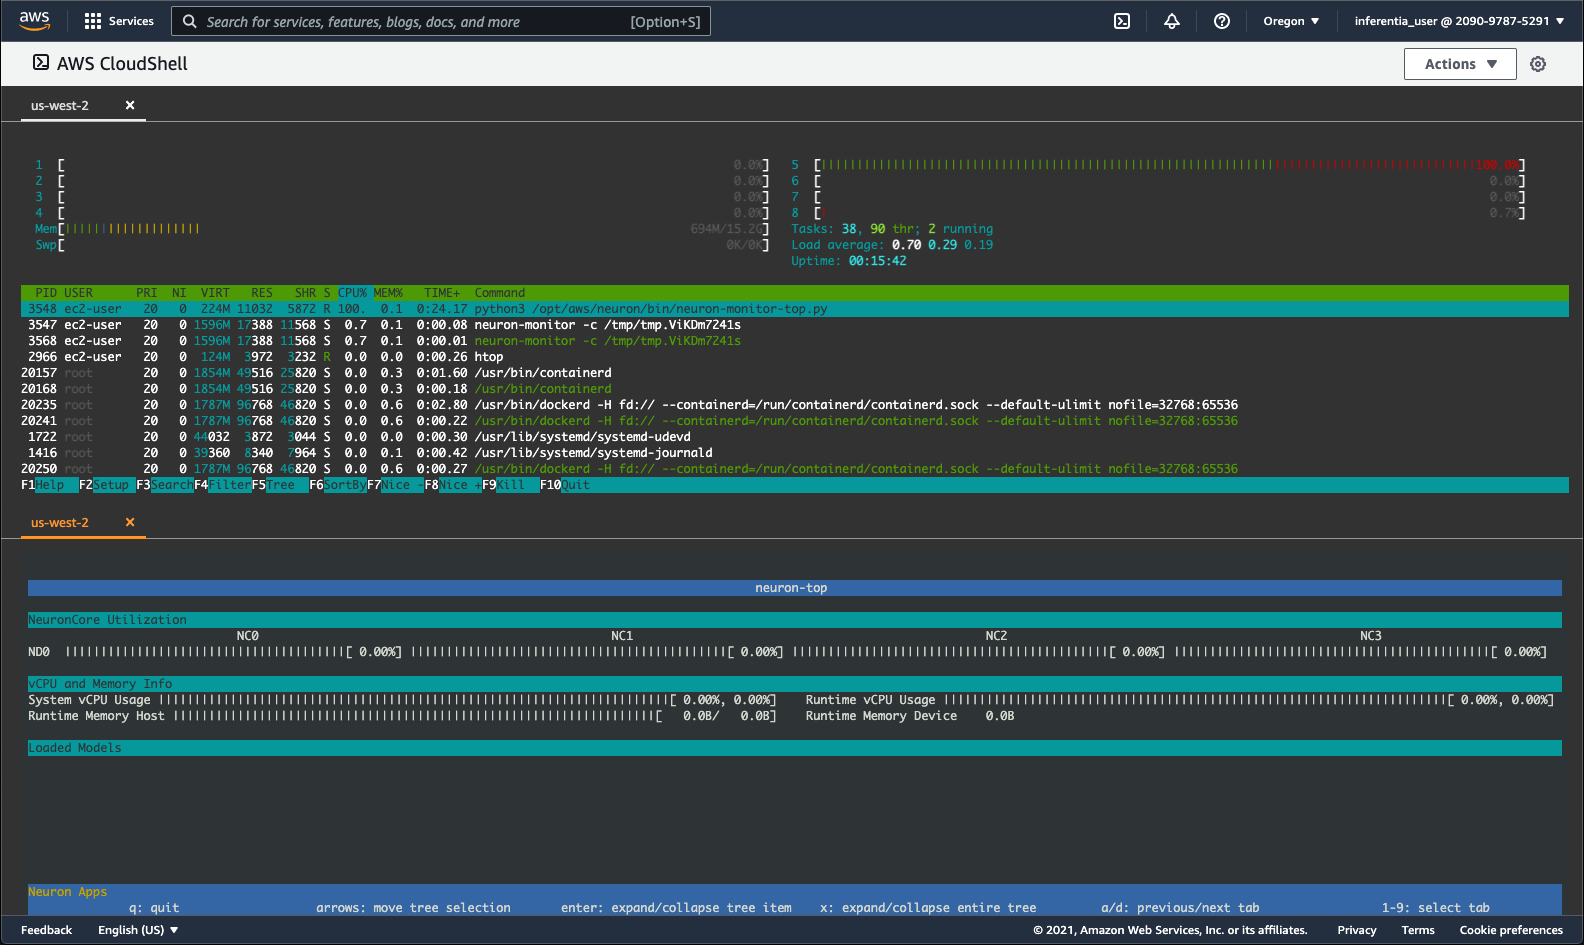 aws Services Search for services, features, blogs, docs, and more [Option+S] Oregon ▼ inferentia_user @ 2090-9787-5291 ▼
AWS CloudShell Actions ▼
us-west-2 ×
1 [ 0.0%] 5 [||||||||||||||||||||||||||||||||||||||||||||||||||||||||||||||||||||||||||||||||||||||||||100.0%]
2 [ 0.0%] 6 [ 0.0%]
3 [ 0.0%] 7 [ 0.0%]
4 [ 0.0%] 8 [| 0.7%]
Mem[||||||||||||||||||| 694M/15.2G] Tasks: 38, 90 thr; 2 running
Swp[ 0K/0K] Load average: 0.70 0.29 0.19
Uptime: 00:15:42
PID USER PRI NI VIRT RES SHR S CPU% MEM% TIME+ Command
3548 ec2-user 20 0 224M 11032 5872 R 100. 0.1 0:24.17 python3 /opt/aws/neuron/bin/neuron-monitor-top.py
3547 ec2-user 20 0 1596M 17388 11568 S 0.7 0.1 0:00.08 neuron-monitor -c /tmp/tmp.ViKDm7241s
3568 ec2-user 20 0 1596M 17388 11568 S 0.7 0.1 0:00.01 neuron-monitor -c /tmp/tmp.ViKDm7241s
2966 ec2-user 20 0 124M 3972 3232 R 0.0 0.0 0:00.26 htop
20157 root 20 0 1854M 49516 25820 S 0.0 0.3 0:01.60 /usr/bin/containerd
20168 root 20 0 1854M 49516 25820 S 0.0 0.3 0:00.18 /usr/bin/containerd
20235 root 20 0 1787M 96768 46820 S 0.0 0.6 0:02.80 /usr/bin/dockerd -H fd:// --containerd=/run/containerd/containerd.sock --default-ulimit nofile=32768:65536
20241 root 20 0 1787M 96768 46820 S 0.0 0.6 0:00.22 /usr/bin/dockerd -H fd:// --containerd=/run/containerd/containerd.sock --default-ulimit nofile=32768:65536
1722 root 20 0 44032 3872 3044 S 0.0 0.0 0:00.30 /usr/lib/systemd/systemd-udevd
1416 root 20 0 39360 8340 7964 S 0.0 0.1 0:00.42 /usr/lib/systemd/systemd-journald
20250 root 20 0 1787M 96768 46820 S 0.0 0.6 0:00.27 /usr/bin/dockerd -H fd:// --containerd=/run/containerd/containerd.sock --default-ulimit nofile=32768:65536
F1Help F2Setup F3SearchF4FilterF5Tree F6SortByF7Nice -F8Nice +F9Kill F10Quit
us-west-2 ×
neuron-top
NeuronCore Utilization
NC0 NC1 NC2 NC3
ND0 |||||||||||||||||||||||||||||||||||||||[ 0.00%] ||||||||||||||||||||||||||||||||||||||||||||[ 0.00%] ||||||||||||||||||||||||||||||||||||||||||||[ 0.00%] ||||||||||||||||||||||||||||||||||||||||||||[ 0.00%]
vCPU and Memory Info
System vCPU Usage |||||||||||||||||||||||||||||||||||||||||||||||||||||||||||||||||||||||[ 0.00%, 0.00%] Runtime vCPU Usage ||||||||||||||||||||||||||||||||||||||||||||||||||||||||||||||||||||||[ 0.00%, 0.00%]
Runtime Memory Host |||||||||||||||||||||||||||||||||||||||||||||||||||||||||||||||||||[ 0.0B/ 0.0B] Runtime Memory Device 0.0B
Loaded Models
Neuron Apps
q: quit arrows: move tree selection enter: expand/collapse tree item x: expand/collapse entire tree a/d: previous/next tab 1-9: select tab
Feedback English (US) ▼ © 2021, Amazon Web Services, Inc. or its affiliates. Privacy Terms Cookie preferences